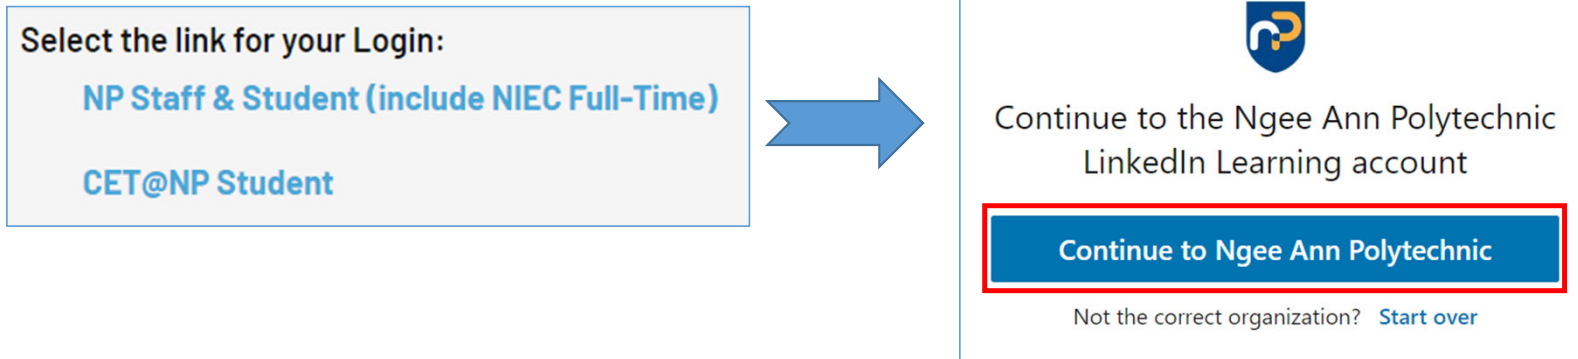 Select the link for your Login:
NP Staff & Student (include NIEC Full-Time)
CET@NP Student
np
Continue to the Ngee Ann Polytechnic
LinkedIn Learning account
Continue to Ngee Ann Polytechnic
Not the correct organization? Start over